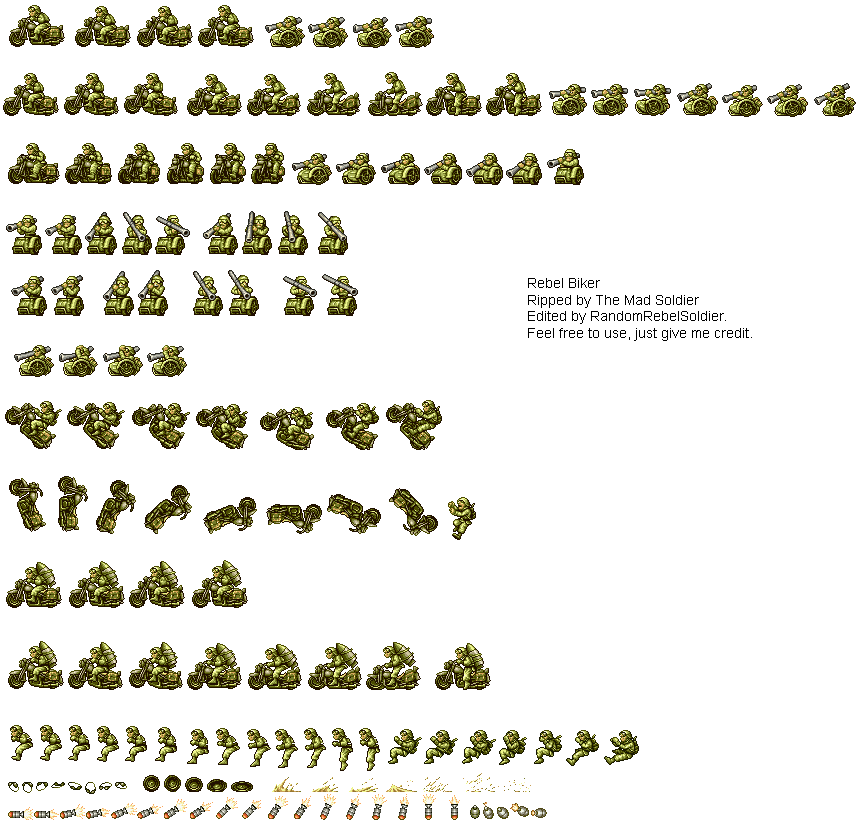 Rebel Biker
Ripped by The Mad Soldier
Edited by RandomRebelSoldier.
Feel free to use, just give me credit.